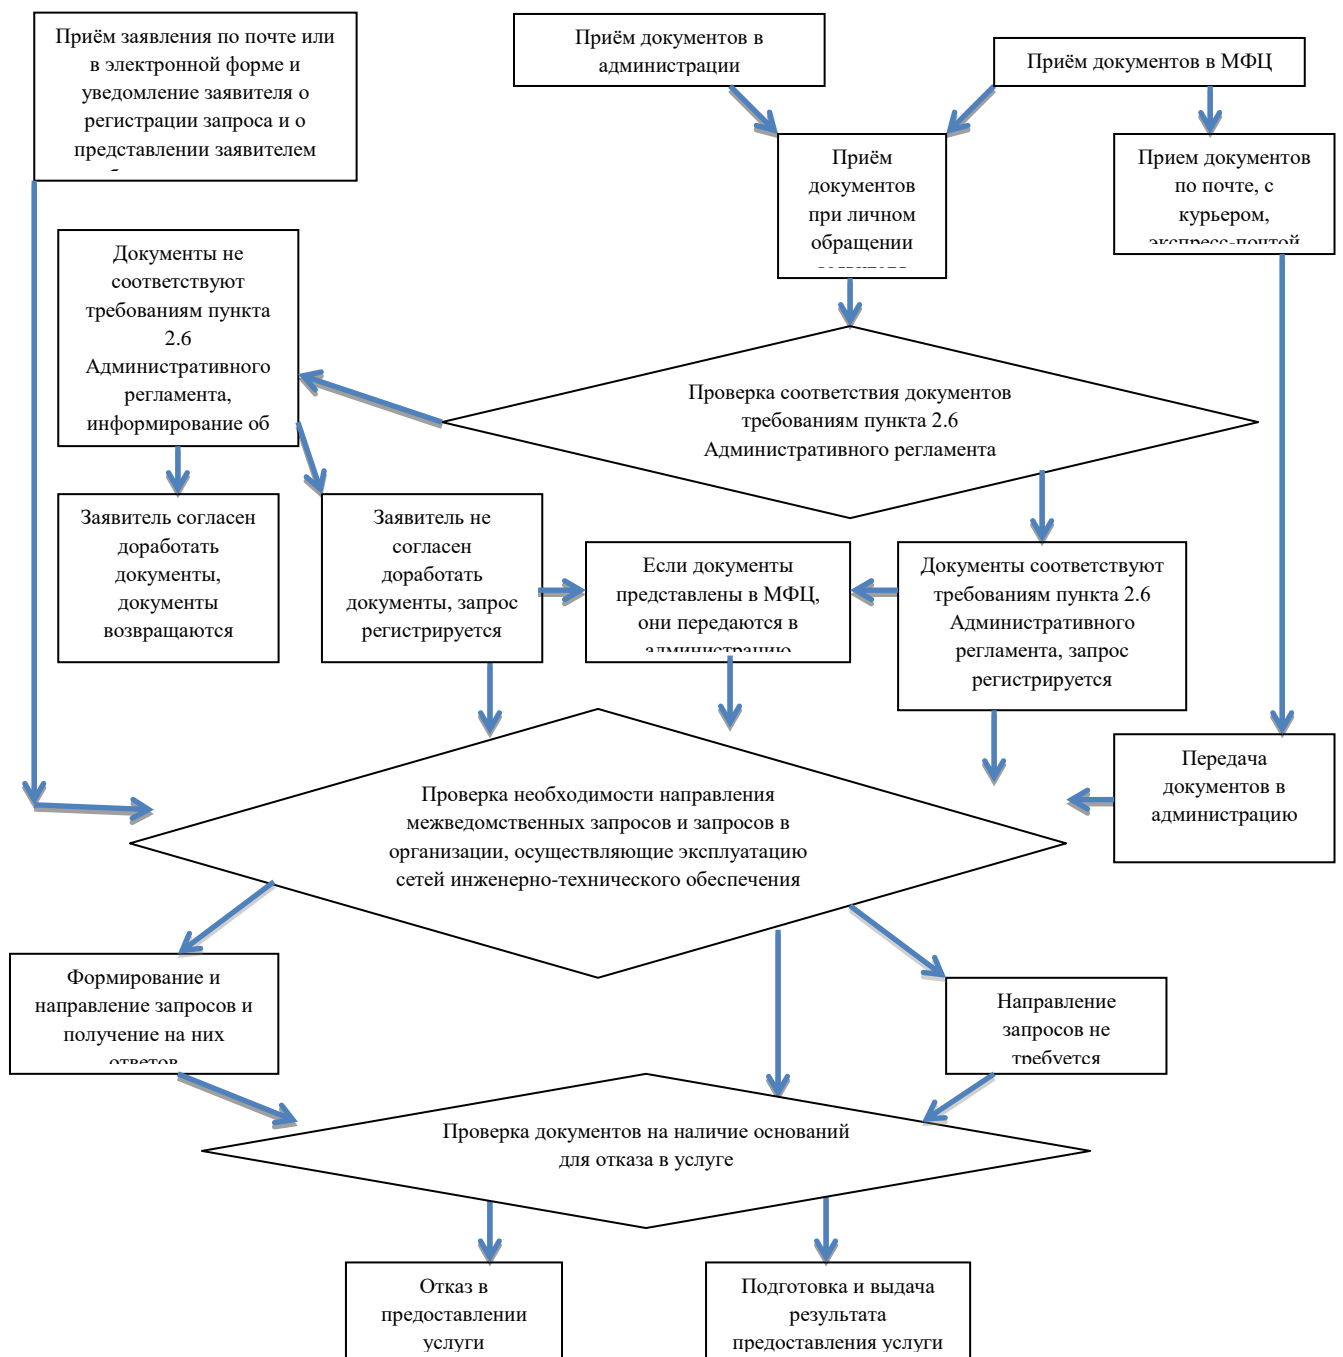 Приём заявления по почте или
в электронной форме и
уведомление заявителя о
регистрации запроса и о
представлении заявителем
Приём документов в
администрации
Приём документов в МФЦ
Приём
документов
при личном
обращении
Прием документов
по почте, с
курьером,
экспресс-почтой
Документы не
соответствуют
требованиям пункта
2.6
Административного
регламента,
информирование об
Проверка соответствия документов
требованиям пункта 2.6
Административного регламента
Заявитель согласен
доработать
документы,
документы
возвращаются
Заявитель не
согласен
доработать
документы, запрос
регистрируется
Если документы
представлены в МФЦ,
они передаются в
администрацию
Документы соответствуют
требованиям пункта 2.6
Административного
регламента, запрос
регистрируется
Передача
документов в
администрацию
Проверка необходимости направления
межведомственных запросов и запросов в
организации, осуществляющие эксплуатацию
сетей инженерно-технического обеспечения
Формирование и
направление запросов и
получение на них
ответов
Направление
запросов не
требуется
Проверка документов на наличие оснований
для отказа в услуге
Отказ в
предоставлении
услуги
Подготовка и выдача
результата
предоставления услуги